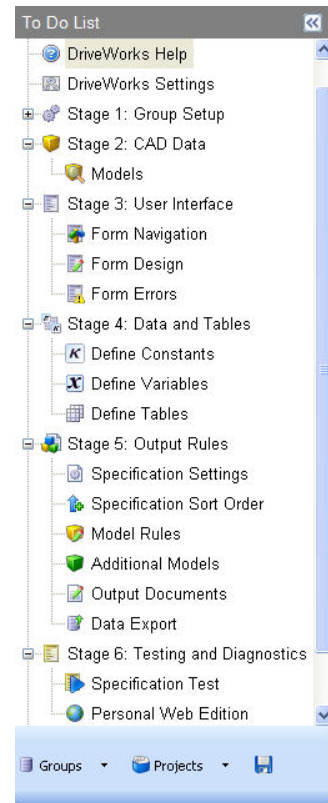 To Do List
DriveWorks Help
DriveWorks Settings
Stage 1: Group Setup
Stage 2: CAD Data
Models
Stage 3: User Interface
Form Navigation
Form Design
Form Errors
Stage 4: Data and Tables
Define Constants
Define Variables
Define Tables
Stage 5: Output Rules
Specification Settings
Specification Sort Order
Model Rules
Additional Models
Output Documents
Data Export
Stage 6: Testing and Diagnostics
Specification Test
Personal Web Edition
Groups Projects